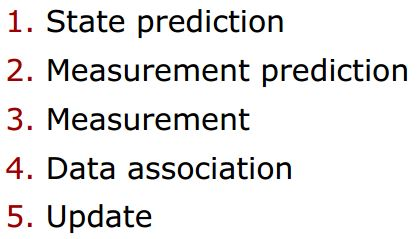 1. State prediction
2. Measurement prediction
3. Measurement
4. Data association
5. Update